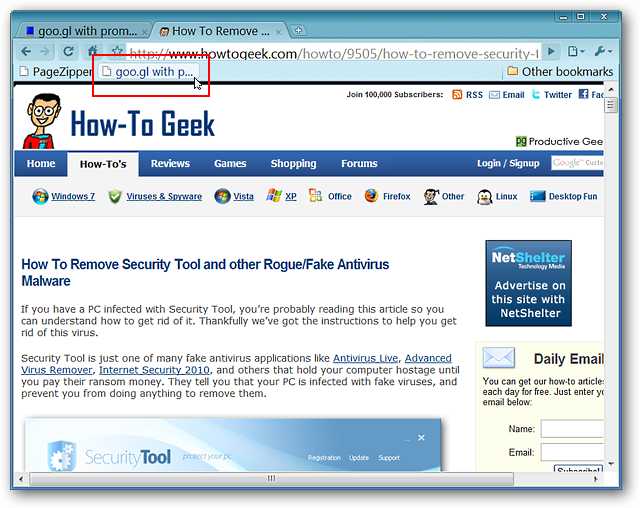 goo.gl with prom...
How To Remove ...
http://www.howtogeek.com/howto/9505/how-to-remove-security-t
PageZipper
goo.gl with p...
Other bookmarks
Join 100,000 Subscribers: RSS Email Twitter Fac
How-To Geek
pg Productive Gee
Home How-To's Reviews Games Shopping Forums Login / Signup Google™ Custo
Windows 7 Viruses & Spyware Vista XP Office Firefox Other Linux Desktop Fun
How To Remove Security Tool and other Rogue/Fake Antivirus
Malware
If you have a PC infected with Security Tool, you're probably reading this article so you
can understand how to get rid of it. Thankfully we've got the instructions to help you get
rid of this virus.
Security Tool is just one of many fake antivirus applications like Antivirus Live, Advanced
Virus Remover, Internet Security 2010, and others that hold your computer hostage until
you pay their ransom money. They tell you that your PC is infected with fake viruses, and
prevent you from doing anything to remove them.
SecurityTool protect your pc
Registration Update Support
NetShelter
Technology Media
Advertise on
this site with
NetShelter
Daily Email
You can get our how-to articles
each day for free. Just enter yo
email below:
Name:
Email:
Subscribe!